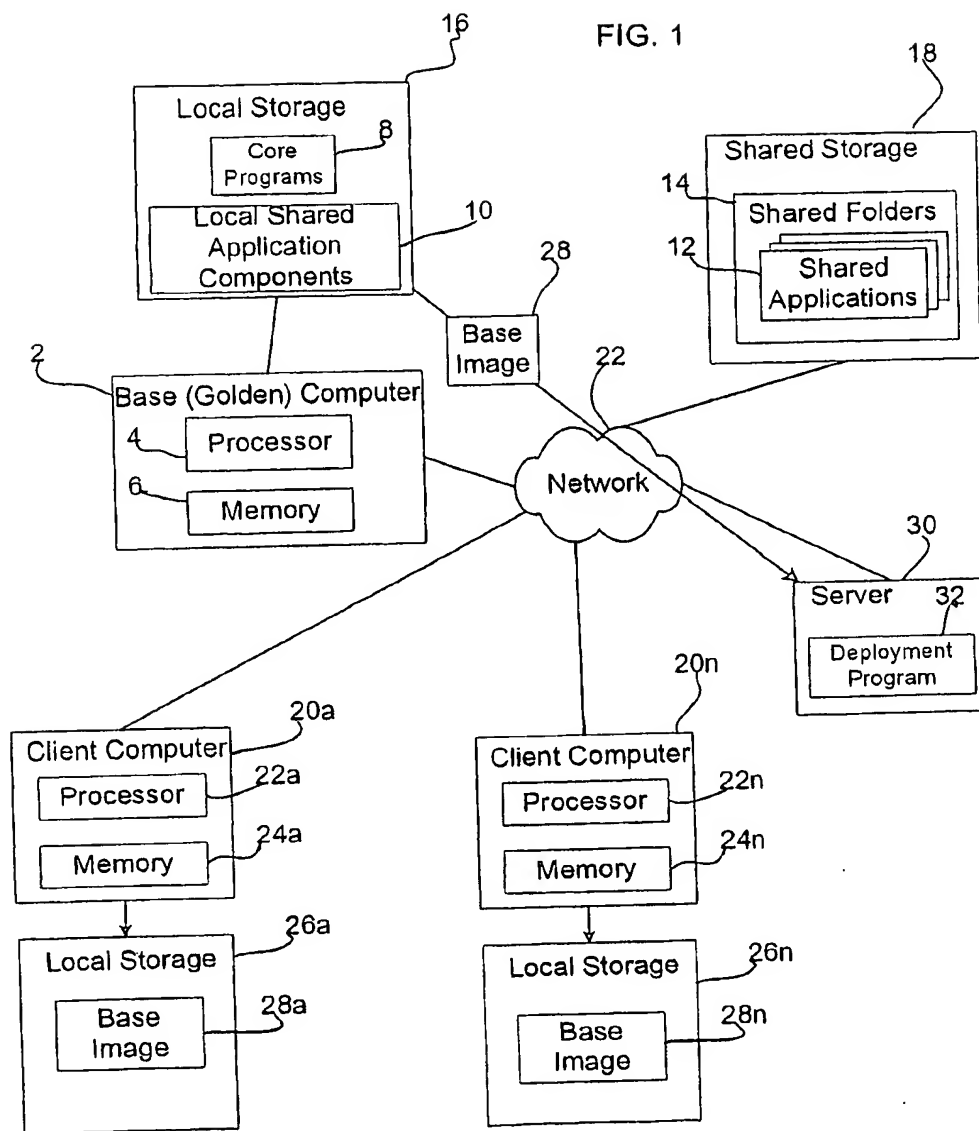 FIG. 1
16
Local Storage
8
Core
Programs
Local Shared
Application
Components
10
18
Shared Storage
14
Shared Folders
12
Shared
Applications
28
Base
Image
2
Base (Golden) Computer
4
Processor
6
Memory
22
Network
30
Server
32
Deployment
Program
20a
Client Computer
Processor
22a
Memory
24a
26a
Local Storage
Base
Image
28a
20n
Client Computer
Processor
22n
Memory
24n
26n
Local Storage
Base
Image
28n